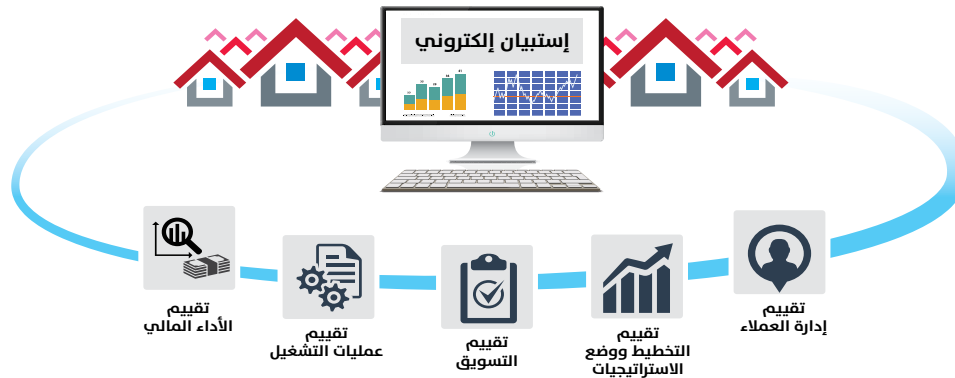 إستبيان إلكتروني
تقييم
إدارة العملاء
تقييم
التخطيط ووضع
الاستراتيجيات
تقييم
التسويق
تقييم
عمليات التشغيل
تقييم
الأداء المالي